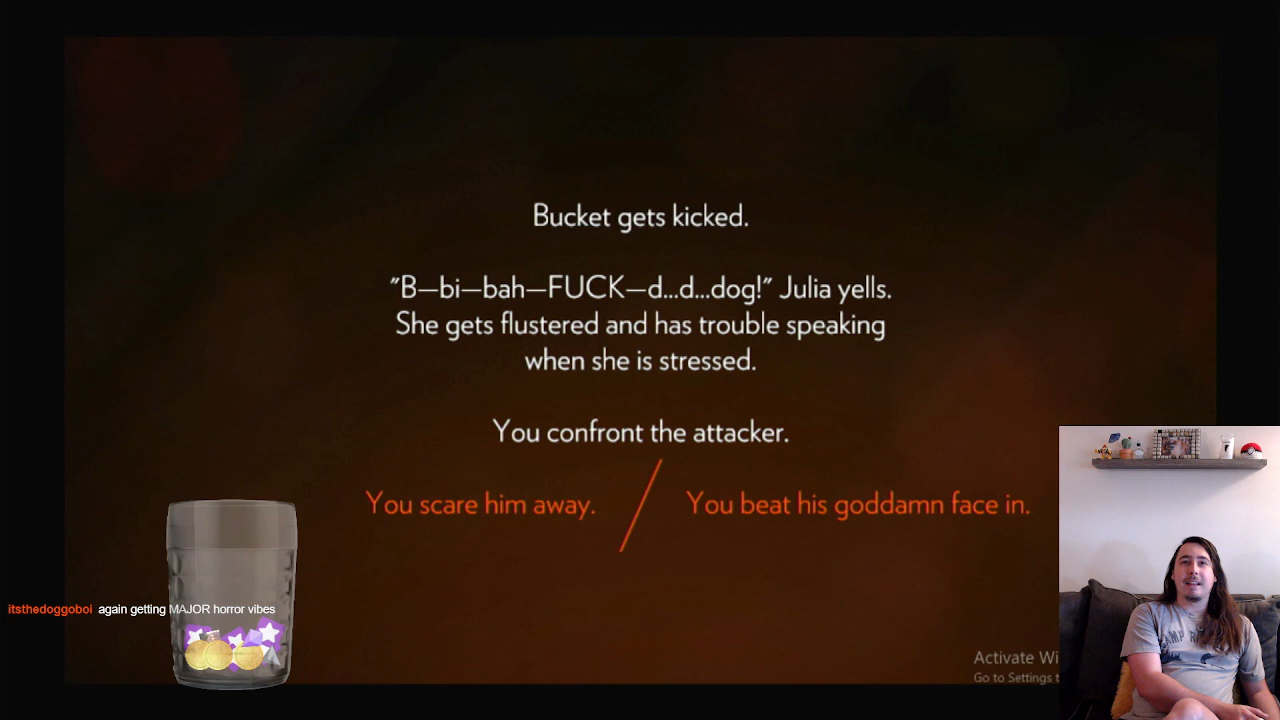 Bucket gets kicked.
"B—bi—bah—FUCK—d...d...dog!" Julia yells.
She gets flustered and has trouble speaking
when she is stressed.
You confront the attacker.
You scare him away. / You beat his goddamn face in.
itsthedoggoboi again getting MAJOR horror vibes
Activate Wi
Go to Settings t